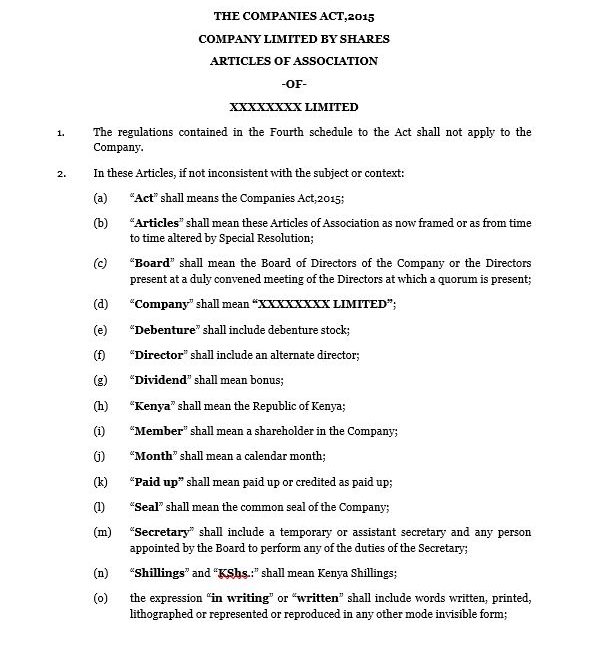 THE COMPANIES ACT,2015
COMPANY LIMITED BY SHARES
ARTICLES OF ASSOCIATION
-OF-
XXXXXXXX LIMITED
1. The regulations contained in the Fourth schedule to the Act shall not apply to the
Company.
2. In these Articles, if not inconsistent with the subject or context:
(a) “Act” shall means the Companies Act,2015;
(b) “Articles” shall mean these Articles of Association as now framed or as from time
to time altered by Special Resolution;
(c) “Board” shall mean the Board of Directors of the Company or the Directors
present at a duly convened meeting of the Directors at which a quorum is present;
(d) “Company” shall mean “XXXXXXXX LIMITED”;
(e) “Debenture” shall include debenture stock;
(f) “Director” shall include an alternate director;
(g) “Dividend” shall mean bonus;
(h) “Kenya” shall mean the Republic of Kenya;
(i) “Member” shall mean a shareholder in the Company;
(j) “Month” shall mean a calendar month;
(k) “Paid up” shall mean paid up or credited as paid up;
(l) “Seal” shall mean the common seal of the Company;
(m) “Secretary” shall include a temporary or assistant secretary and any person
appointed by the Board to perform any of the duties of the Secretary;
(n) “Shillings” and “KShs.:” shall mean Kenya Shillings;
(o) the expression “in writing” or “written” shall include words written, printed,
lithographed or represented or reproduced in any other mode invisible form;